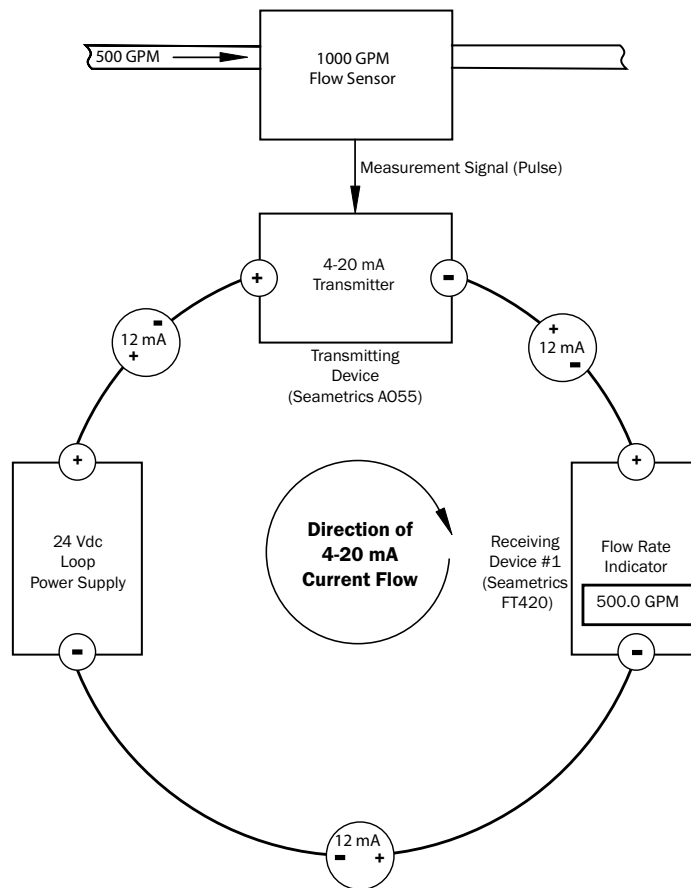 500 GPM
1000 GPM
Flow Sensor
Measurement Signal (Pulse)
4-20 mA
Transmitter
+
-
-
12 mA
+
+
12 mA
-
Transmitting
Device
(Seametrics AO55)
+
24 Vdc
Loop
Power Supply
-
Direction of
4-20 mA
Current Flow
Receiving
Device #1
(Seametrics
FT420)
+
Flow Rate
Indicator
500.0 GPM
-
12 mA
- +